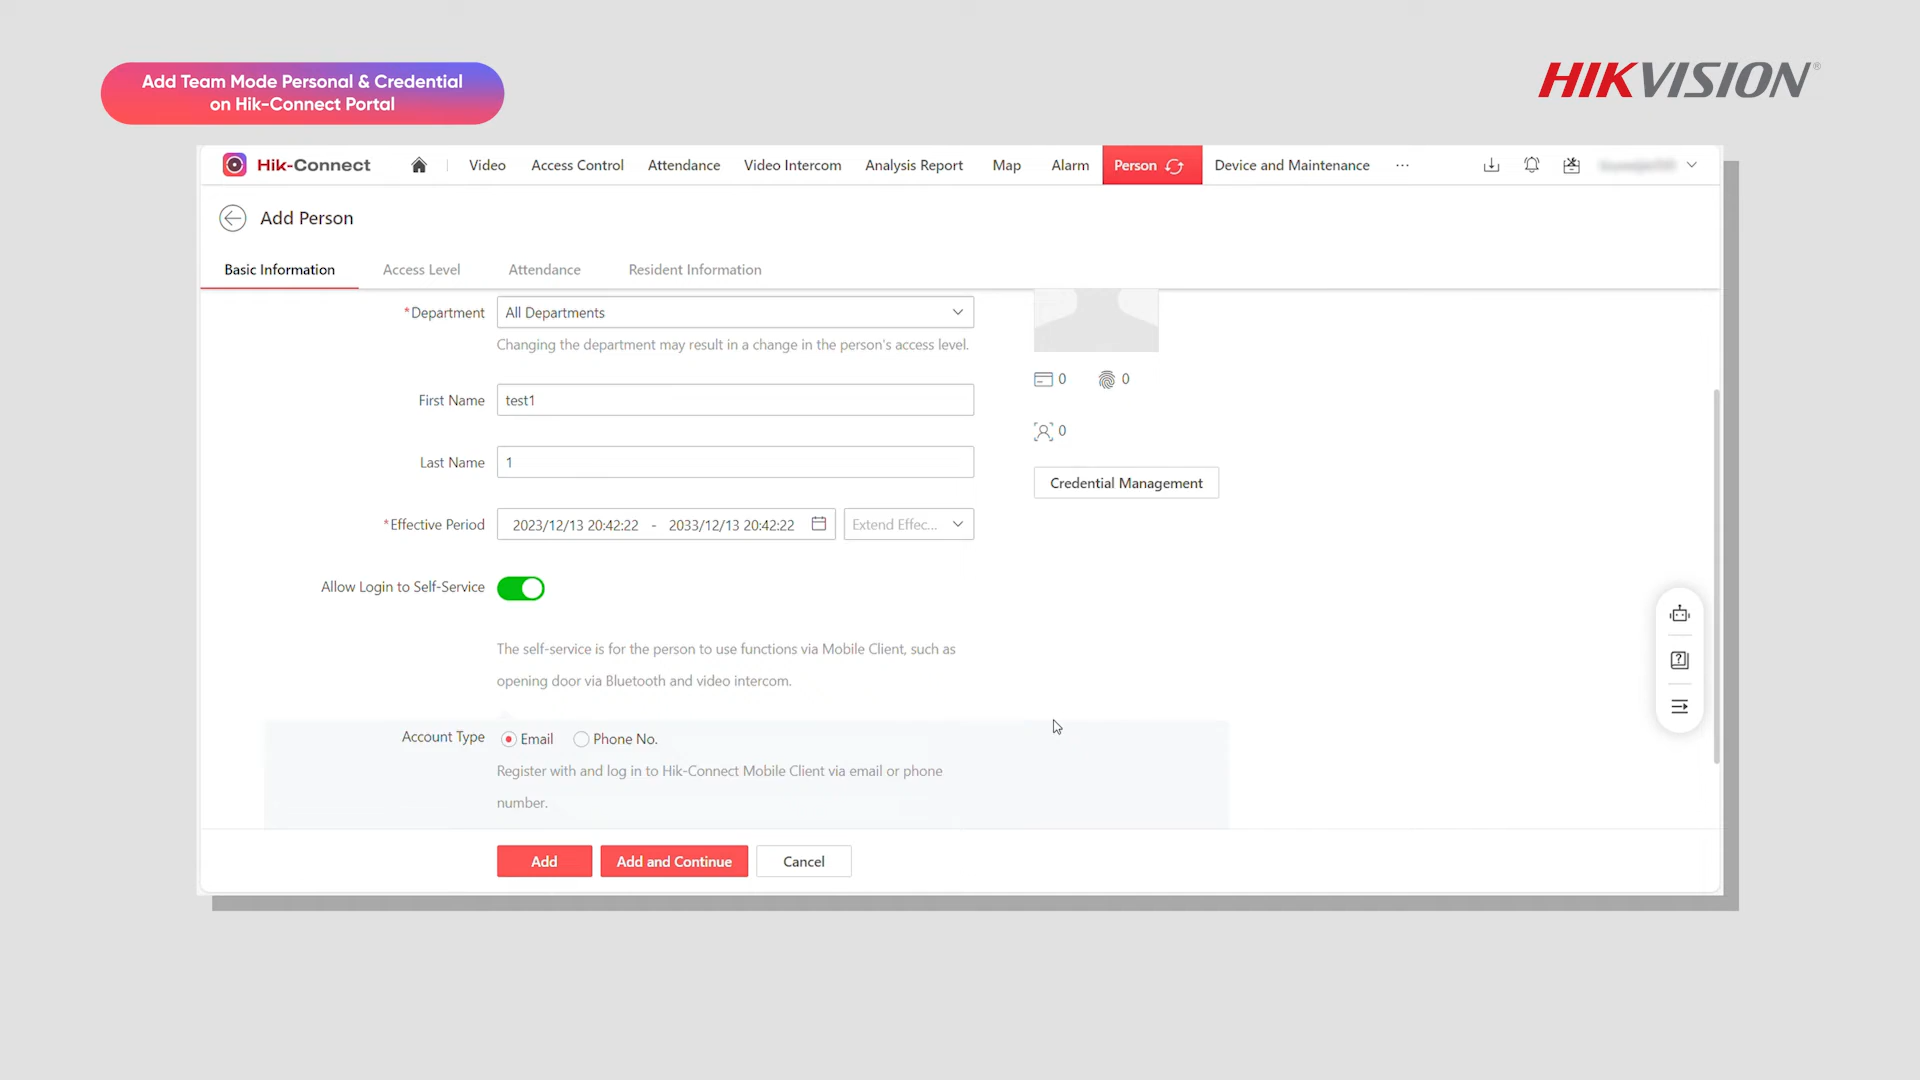 Add Team Mode Personal & Credential
on Hik-Connect Portal
HIKVISION®
Hik-Connect
Video
Access Control
Attendance
Video Intercom
Analysis Report
Map
Alarm
Person
Device and Maintenance
...
Add Person
Basic Information
Access Level
Attendance
Resident Information
*Department
All Departments
Changing the department may result in a change in the person's access level.
0
0
First Name
test1
0
Last Name
1
Credential Management
*Effective Period
2023/12/13 20:42:22 - 2033/12/13 20:42:22
Extend Effec...
Allow Login to Self-Service
The self-service is for the person to use functions via Mobile Client, such as
opening door via Bluetooth and video intercom.
Account Type
Email
Phone No.
Register with and log in to Hik-Connect Mobile Client via email or phone
number.
Add
Add and Continue
Cancel